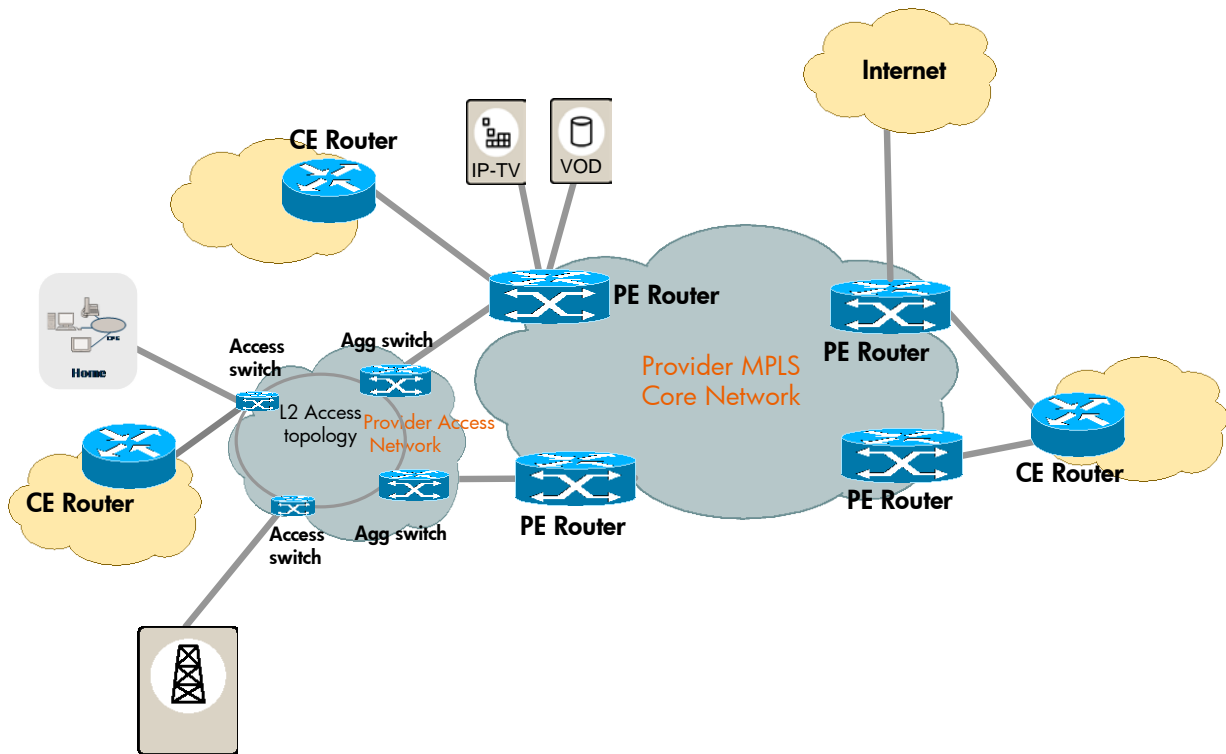 Internet
CE Router
IP-TV
VOD
PE Router
PE Router
Home
Access
switch
Agg switch
Provider MPLS
Core Network
L2 Access
topology
Provider Access
Network
CE Router
CE Router
PE Router
PE Router
Access
switch
Agg switch